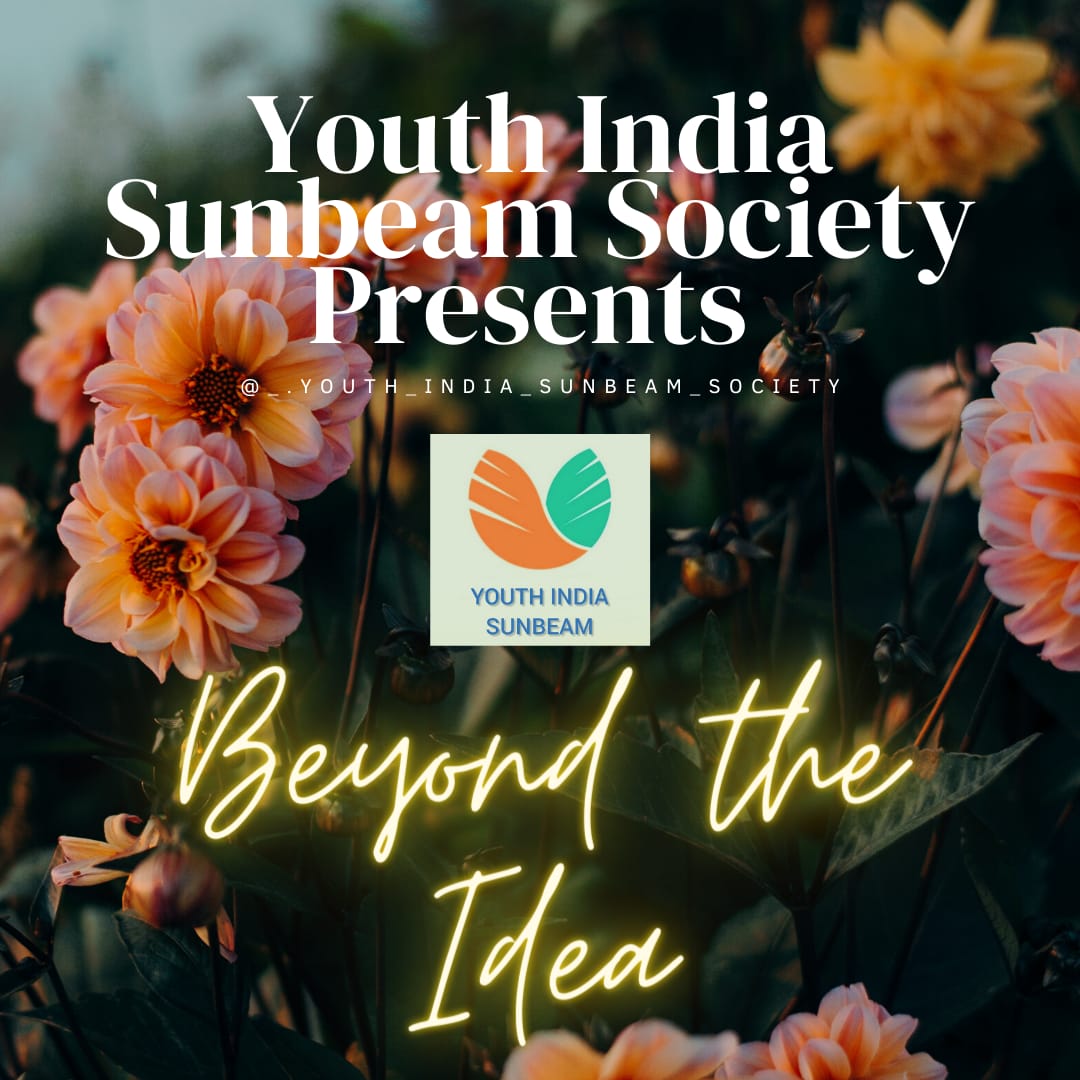 Youth India
Sunbeam Society
Presents
@_.YOUTH_INDIA_SUNBEAM_SOCIETY
YOUTH INDIA
SUNBEAM
Beyond the
Idea